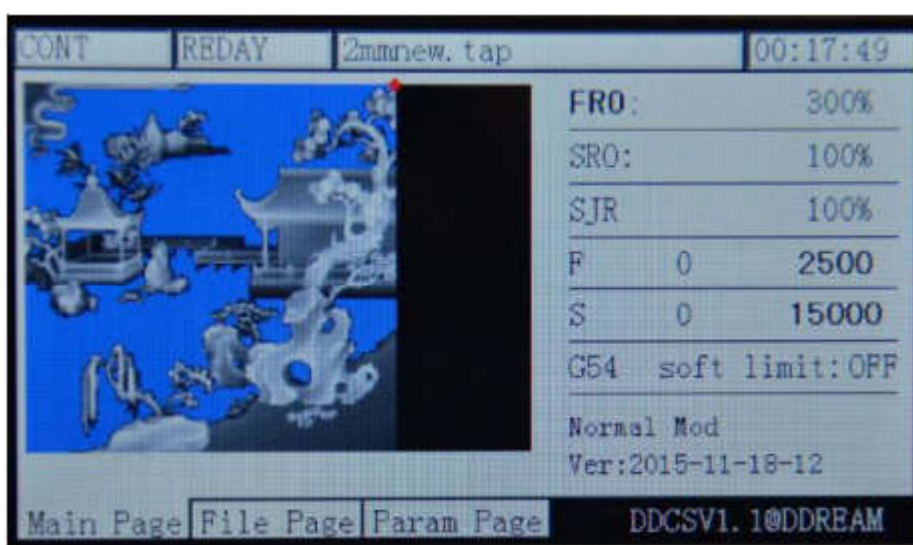 CONT REDAY 2mmnew.tap 00:17:49
FRO: 300%
SRO: 100%
SJR 100%
F 0 2500
S 0 15000
G54 soft limit:OFF
Normal Mod
Ver:2015-11-18-12
Main Page File Page Param Page DDCSV1.1@DDREAM